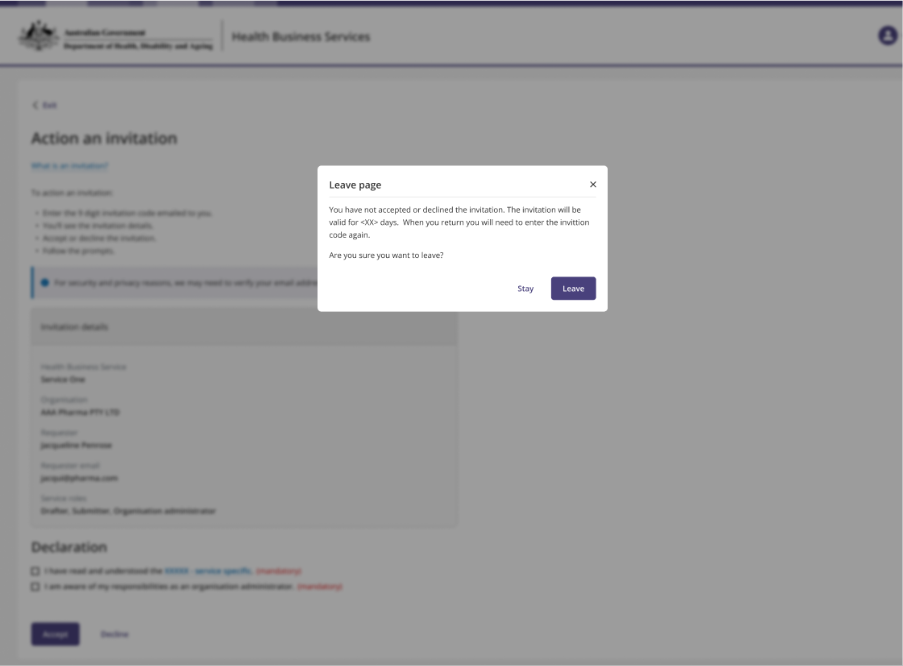 Australian Government
Department of Health, Disability and Ageing
Health Business Services
Exit
Action an invitation
What is an invitation?
To action an invitation:
• Enter the 9 digit invitation code emailed to you.
• You'll see the invitation details.
• Accept or decline the invitation.
• Follow the prompts.
For security and privacy reasons, we may need to verify your email address
Leave page
You have not accepted or declined the invitation. The invitation will be
valid for <XX> days. When you return you will need to enter the invittion
code again.
Are you sure you want to leave?
Stay
Leave
Invitation details
Health Business Service
Service One
Organisation
AAA Pharma PTY LTD
Requester
Jacqueline Penrose
Requester email
jacqui@pharma.com
Service roles
Drafter, Submitter, Organisation administrator
Declaration
I have read and understood the XXXXX - service specific. (mandatory)
I am aware of my responsibilities as an organisation administrator. (mandatory)
Accept
Decline